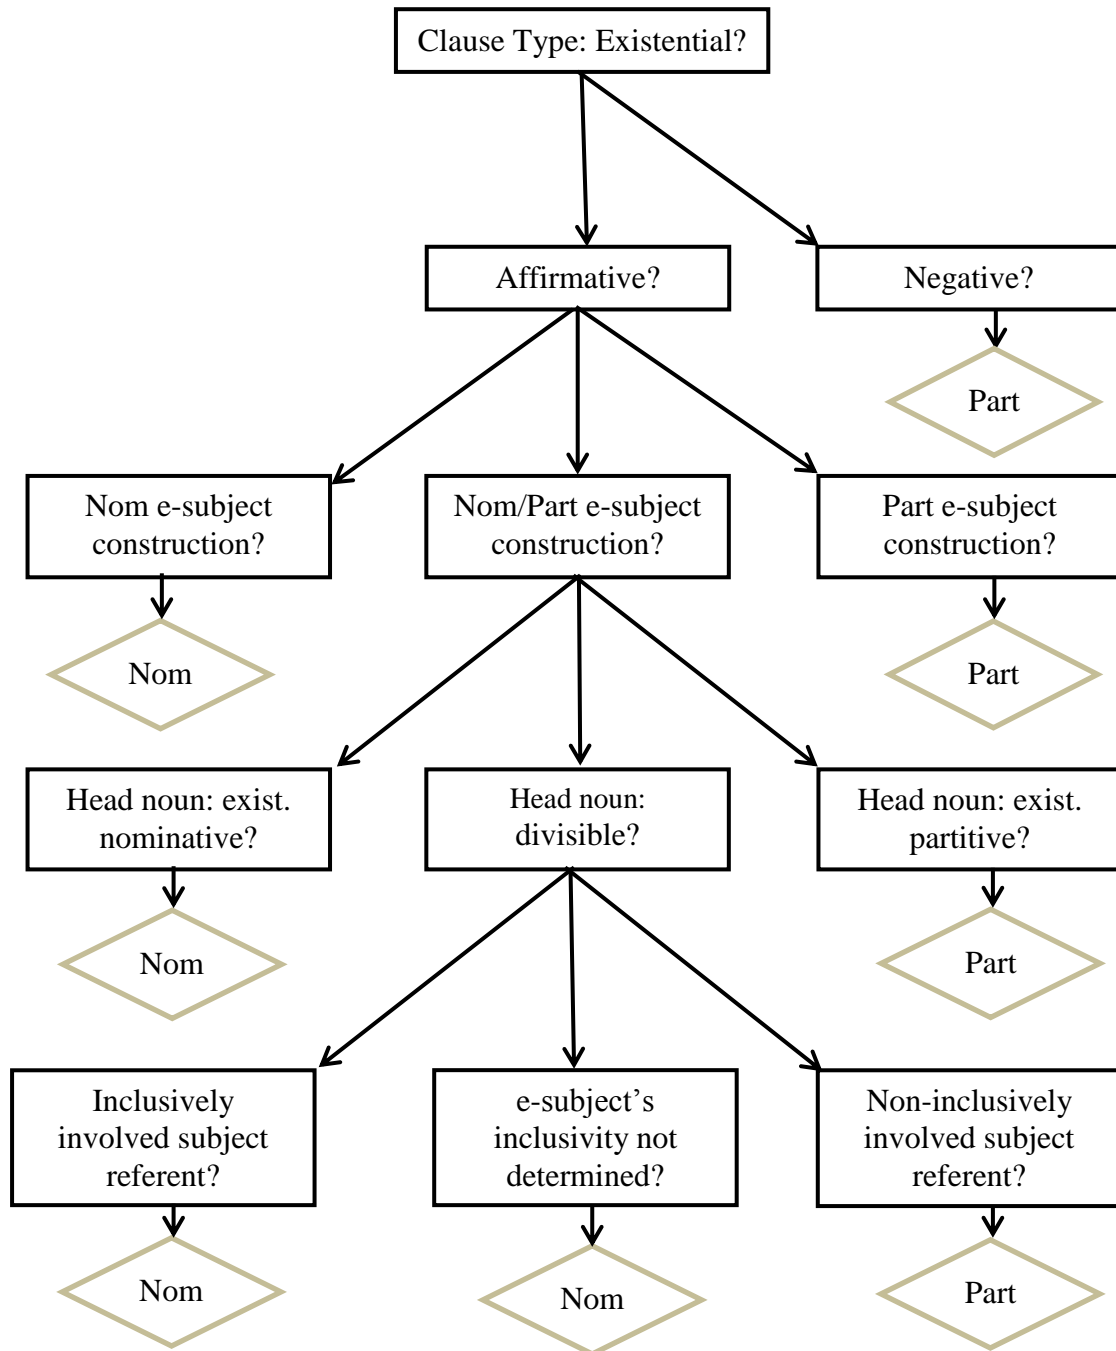 Clause Type: Existential?
Affirmative?
Negative?
Part
Nom e-subject
construction?
Nom/Part e-subject
construction?
Part e-subject
construction?
Nom
Part
Head noun: exist.
nominative?
Head noun:
divisible?
Head noun: exist.
partitive?
Nom
Part
Inclusively
involved subject
referent?
e-subject’s
inclusivity not
determined?
Non-inclusively
involved subject
referent?
Nom
Nom
Part